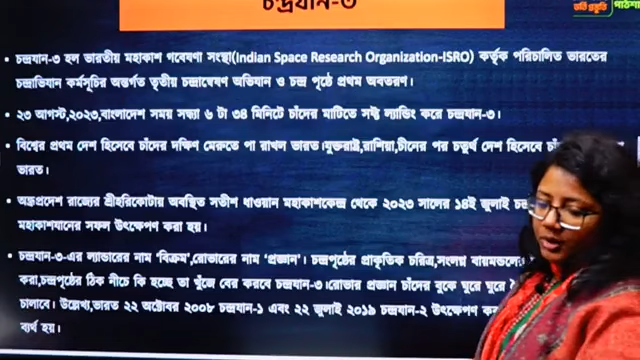 চন্দ্রযান-৩
ভর্তি প্রস্তুতি পাঠশা
চন্দ্রযান-৩ হল ভারতীয় মহাকাশ গবেষণা সংস্থা(Indian Space Research Organization-ISRO) কর্তৃক পরিচালিত ভারতের
চন্দ্রাভিযান কর্মসূচির অন্তর্গত তৃতীয় চন্দ্রান্বেষণ অভিযান ও চন্দ্র পৃষ্ঠে প্রথম অবতরণ।
২৩ আগস্ট,২০২৩,বাংলাদেশ সময় সন্ধ্যা ৬ টা ৩৪ মিনিটে চাঁদের মাটিতে সফ্ট ল্যান্ডিং করে চন্দ্রযান-৩।
বিশ্বের প্রথম দেশ হিসেবে চাঁদের দক্ষিণ মেরুতে পা রাখল ভারত।যুক্তরাষ্ট্র,রাশিয়া,চীনের পর চতুর্থ দেশ হিসেবে
ভারত।
অন্ধ্রপ্রদেশ রাজ্যের শ্রীহরিকোটায় অবস্থিত সতীশ ধাওয়ান মহাকাশকেন্দ্র থেকে ২০২৩ সালের ১৪ই জুলাই
মহাকাশযানের সফল উৎক্ষেপণ করা হয়।
চন্দ্রযান-৩-এর ল্যান্ডারের নাম ‘বিক্রম’,রোভারের নাম ‘প্রজ্ঞান’। চন্দ্রপৃষ্ঠের প্রাকৃতিক চরিত্র,সংলগ্ন
করা,চন্দ্রপৃষ্ঠের ঠিক নীচে কি হচ্ছে তা খুঁজে বের করবে চন্দ্রযান-৩।রোভার প্রজ্ঞান চাঁদের বুকে ঘুরে ঘুরে
চালাবে। উল্লেখ্য,ভারত ২২ অক্টোবর ২০০৮ চন্দ্রযান-১ এবং ২২ জুলাই ২০১৯ চন্দ্রযান-২ উৎক্ষেপণ
ব্যর্থ হয়।